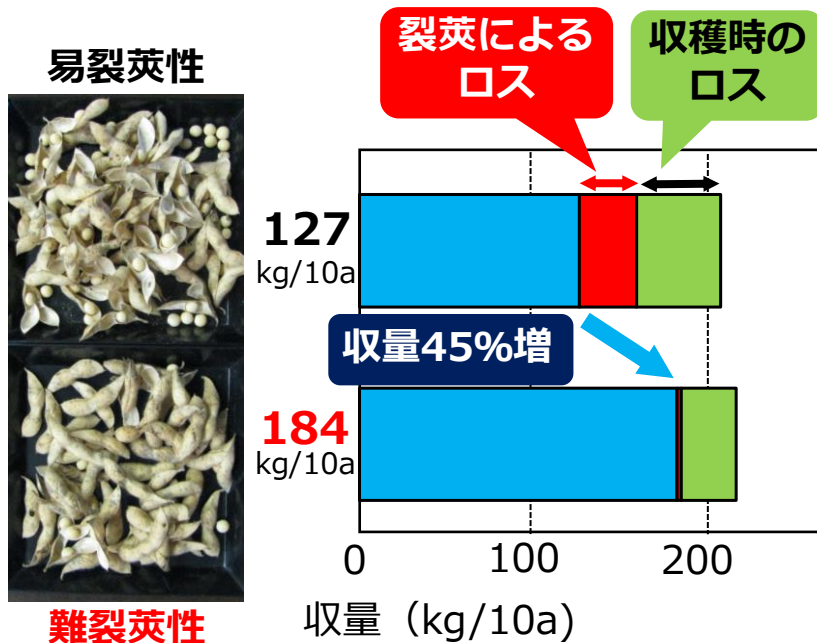 易裂莢性
裂莢による
ロス
収穫時の
ロス
127
kg/10a
収量45%増
184
kg/10a
0
100
200
難裂莢性
収量（kg/10a)